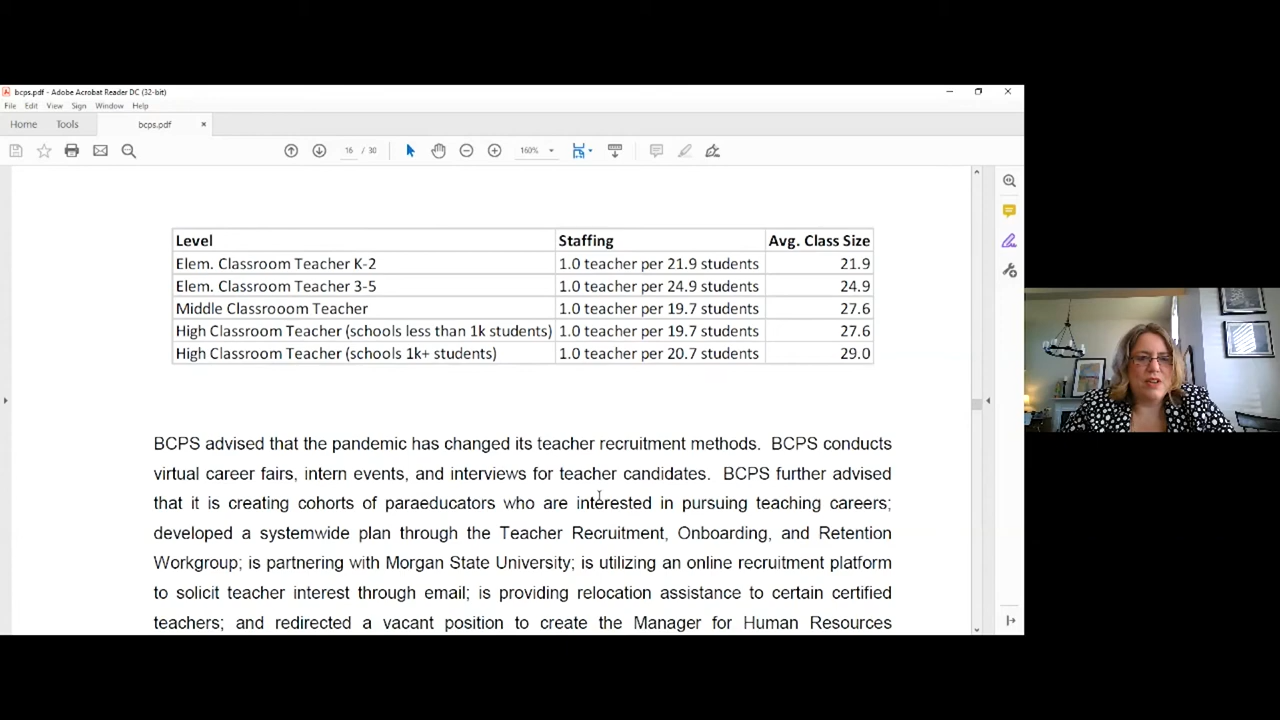 bcps.pdf - Adobe Acrobat Reader DC (32-bit)
File Edit View Sign Window Help
Home Tools bcps.pdf
16 / 30 160%
Level Staffing Avg. Class Size
Elem. Classroom Teacher K-2 1.0 teacher per 21.9 students 21.9
Elem. Classroom Teacher 3-5 1.0 teacher per 24.9 students 24.9
Middle Classrooom Teacher 1.0 teacher per 19.7 students 27.6
High Classroom Teacher (schools less than 1k students) 1.0 teacher per 19.7 students 27.6
High Classroom Teacher (schools 1k+ students) 1.0 teacher per 20.7 students 29.0
BCPS advised that the pandemic has changed its teacher recruitment methods. BCPS conducts
virtual career fairs, intern events, and interviews for teacher candidates. BCPS further advised
that it is creating cohorts of paraeducators who are interested in pursuing teaching careers;
developed a systemwide plan through the Teacher Recruitment, Onboarding, and Retention
Workgroup; is partnering with Morgan State University; is utilizing an online recruitment platform
to solicit teacher interest through email; is providing relocation assistance to certain certified
teachers; and redirected a vacant position to create the Manager for Human Resources